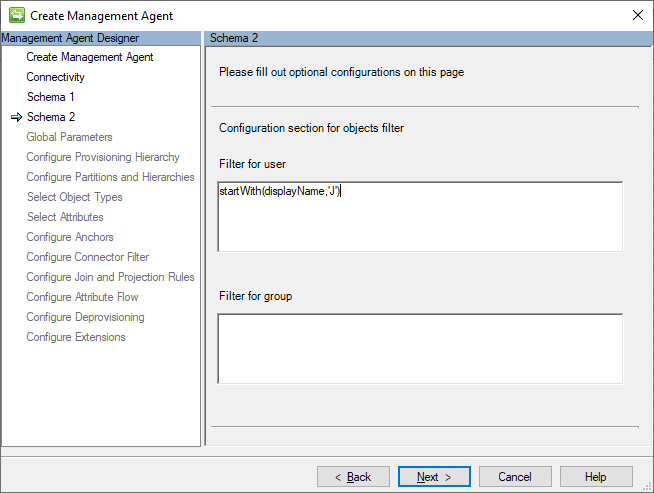 Create Management Agent
Management Agent Designer
Create Management Agent
Connectivity
Schema 1
Schema 2
Global Parameters
Configure Provisioning Hierarchy
Configure Partitions and Hierarchies
Select Object Types
Select Attributes
Configure Anchors
Configure Connector Filter
Configure Join and Projection Rules
Configure Attribute Flow
Configure Deprovisioning
Configure Extensions
Schema 2
Please fill out optional configurations on this page
Configuration section for objects filter
Filter for user
startWith(displayName,'J')
Filter for group
< Back
Next >
Cancel
Help